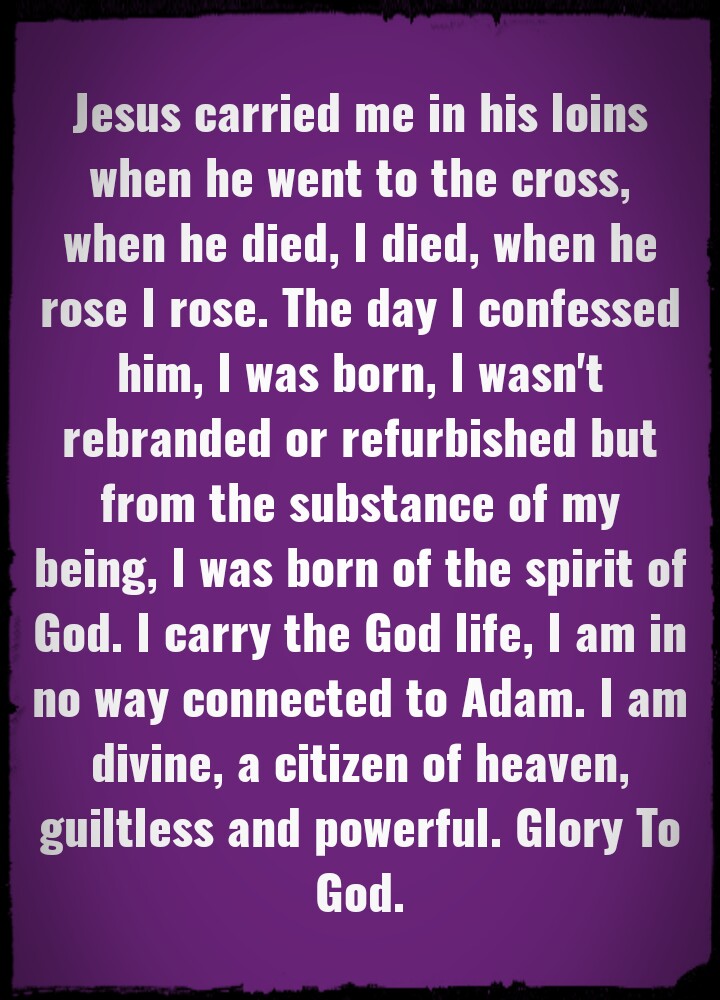 Jesus carried me in his loins
when he went to the cross,
when he died, I died, when he
rose I rose. The day I confessed
him, I was born, I wasn't
rebranded or refurbished but
from the substance of my
being, I was born of the spirit of
God. I carry the God life, I am in
no way connected to Adam. I am
divine, a citizen of heaven,
guiltless and powerful. Glory To
God.